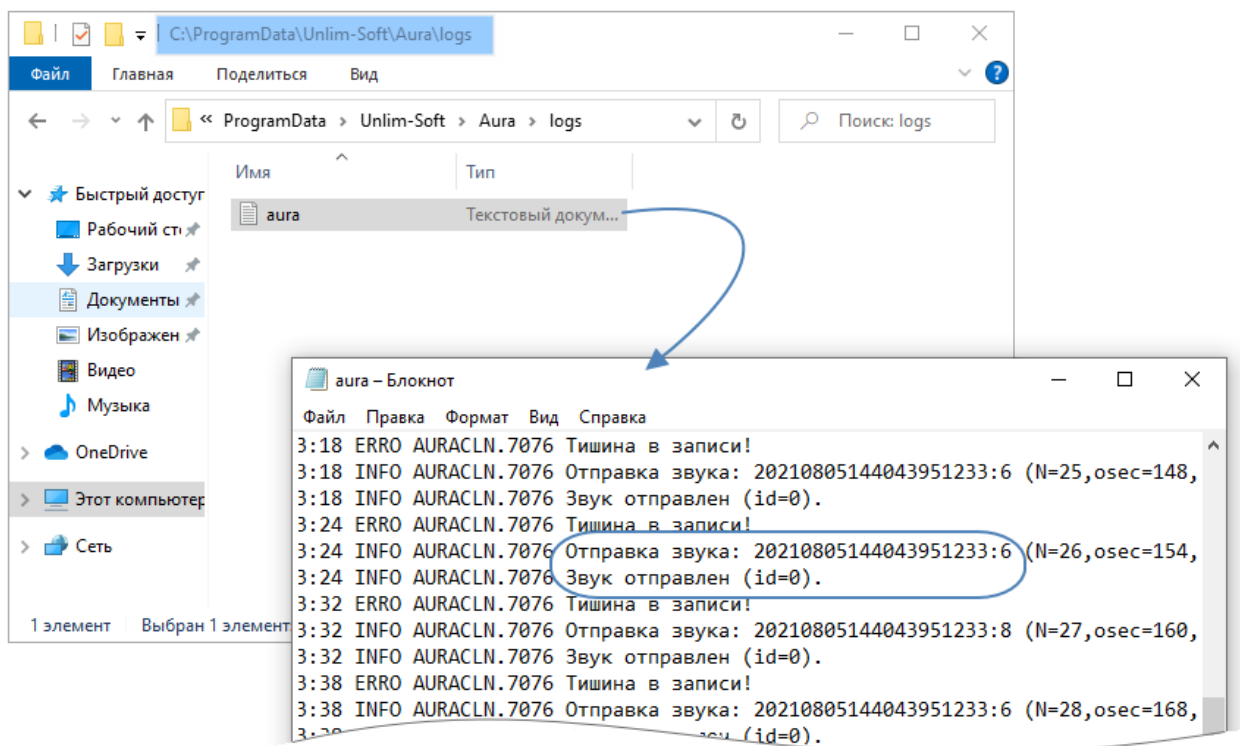 C:\ProgramData\Unlim-Soft\Aura\logs
Файл Главная Поделиться Вид
« ProgramData > Unlim-Soft > Aura > logs Поиск: logs
Имя Тип
Быстрый доступ
aura Текстовый докум...
Рабочий сто
Загрузки
Документы
Изображен
Видео
Музыка
OneDrive
Этот компьютер
Сеть
1 элемент Выбран 1 элемент
aura – Блокнот
Файл Правка Формат Вид Справка
3:18 ERRO AURACLN.7076 Тишина в записи!
3:18 INFO AURACLN.7076 Отправка звука: 20210805144043951233:6 (N=25,osec=148,
3:18 INFO AURACLN.7076 Звук отправлен (id=0).
3:24 ERRO AURACLN.7076 Тишина в записи!
3:24 INFO AURACLN.7076 Отправка звука: 20210805144043951233:6 (N=26,osec=154,
3:24 INFO AURACLN.7076 Звук отправлен (id=0).
3:32 ERRO AURACLN.7076 Тишина в записи!
3:32 INFO AURACLN.7076 Отправка звука: 20210805144043951233:8 (N=27,osec=160,
3:32 INFO AURACLN.7076 Звук отправлен (id=0).
3:38 ERRO AURACLN.7076 Тишина в записи!
3:38 INFO AURACLN.7076 Отправка звука: 20210805144043951233:6 (N=28,osec=168,
(id=0).